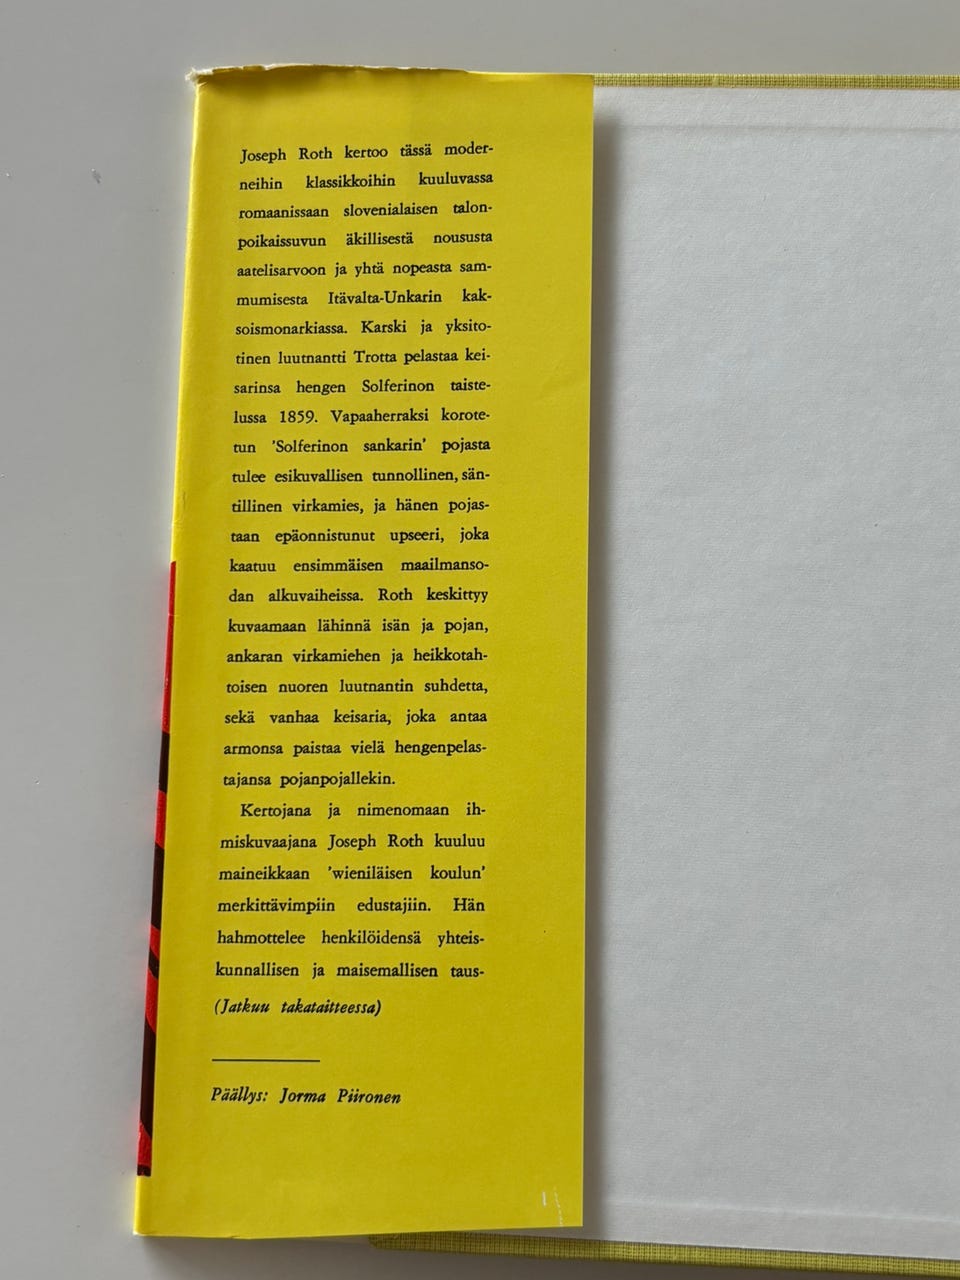 Joseph Roth kertoo tässä moder-
neihin klassikkoihin kuuluvassa
romaanissaan slovenialaisen talon-
poikaissuvun äkillisestä noususta
aatelisarvoon ja yhtä nopeasta sam-
mumisesta Itävalta-Unkarin kak-
soismonarkiassa. Karski ja yksito-
tinen luutnantti Trotta pelastaa kei-
sarinsa hengen Solferinon taiste-
lussa 1859. Vapaaherraksi korote-
tun 'Solferinon sankarin' pojasta
tulee esikuvallisen tunnollinen, sän-
tillinen virkamies, ja hänen pojas-
taan epäonnistunut upseeri, joka
kaatuu ensimmäisen maailmanso-
dan alkuvaiheissa. Roth keskittyy
kuvaamaan lähinnä isän ja pojan,
ankaran virkamiehen ja heikkotah-
toisen nuoren luutnantin suhdetta,
sekä vanhaa keisaria, joka antaa
armonsa paistaa vielä hengenpelas-
tajansa pojanpojallekin.
Kertojana ja nimenomaan ih-
miskuvaajana Joseph Roth kuuluu
maineikkaan 'wieniläisen koulun'
merkittävimpiin edustajiin. Hän
hahmottelee henkilöidensä yhteis-
kunnallisen ja maisemallisen taus-
(Jatkuu takataitteessa)
Päällys: Jorma Piironen